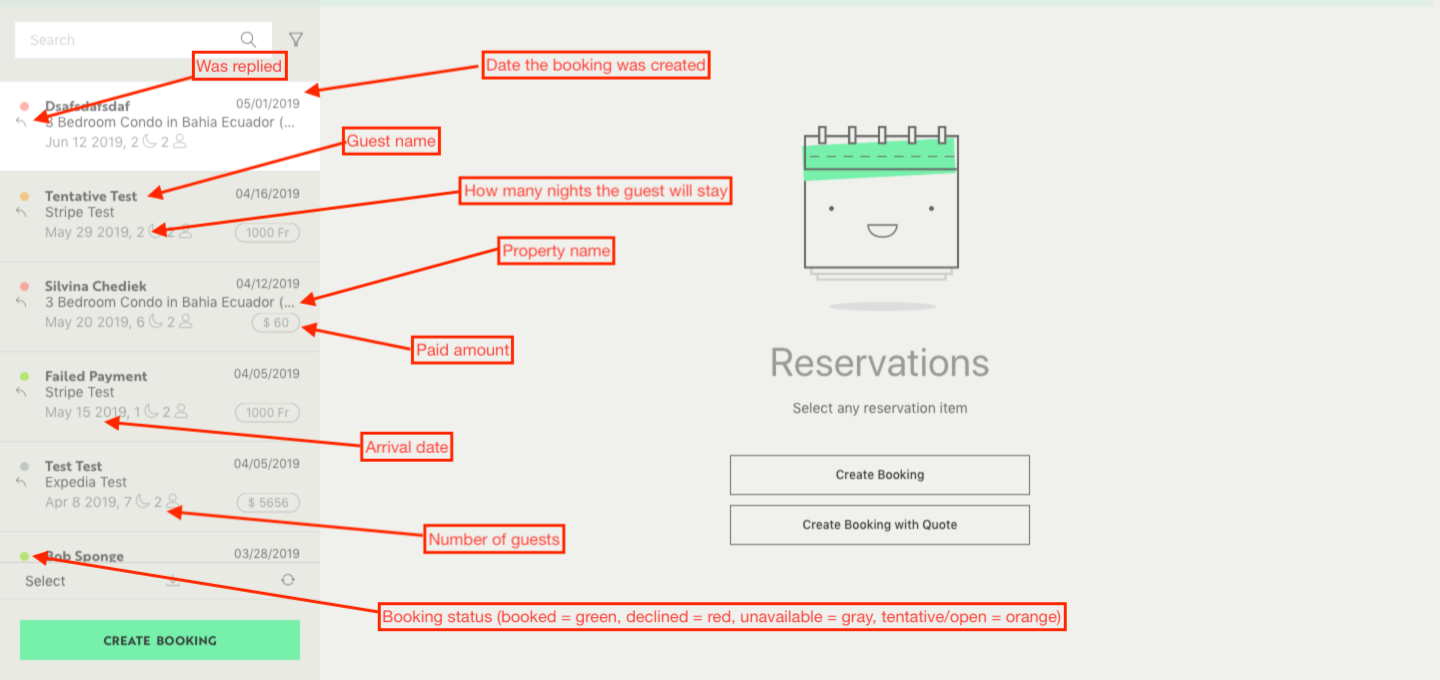 Search
Was replied
Date the booking was created
Dsafsdafsdaf 05/01/2019
3 Bedroom Condo in Bahia Ecuador (...
Jun 12 2019, 2 2
Guest name
Tentative Test 04/16/2019
How many nights the guest will stay
Stripe Test
May 29 2019, 2 2 1000 Fr
Property name
Silvina Chediek 04/12/2019
3 Bedroom Condo in Bahia Ecuador (...
May 20 2019, 6 2 $ 60
Paid amount
Reservations
Failed Payment 04/05/2019
Stripe Test
May 15 2019, 1 2 1000 Fr
Select any reservation item
Arrival date
Test Test 04/05/2019
Expedia Test
Apr 8 2019, 7 2 $ 5656
Create Booking
Create Booking with Quote
Number of guests
Bob Sponge 03/28/2019
Select
Booking status (booked = green, declined = red, unavailable = gray, tentative/open = orange)
CREATE BOOKING